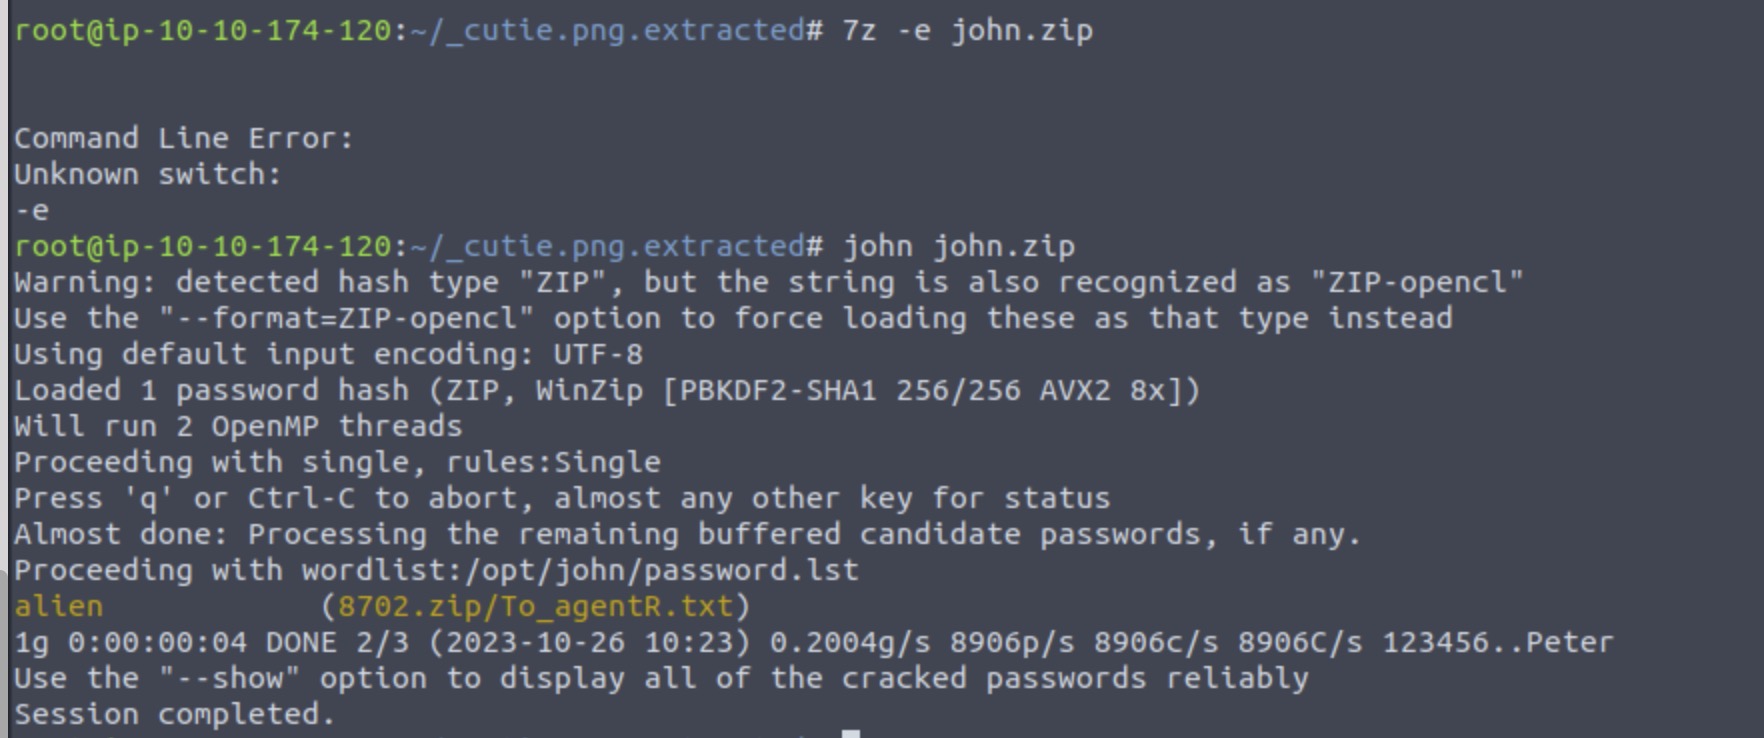 root@ip-10-10-174-120:~/_cutie.png.extracted# 7z -e john.zip
Command Line Error:
Unknown switch:
-e
root@ip-10-10-174-120:~/_cutie.png.extracted# john john.zip
Warning: detected hash type "ZIP", but the string is also recognized as "ZIP-opencl"
Use the "--format=ZIP-opencl" option to force loading these as that type instead
Using default input encoding: UTF-8
Loaded 1 password hash (ZIP, WinZip [PBKDF2-SHA1 256/256 AVX2 8x])
Will run 2 OpenMP threads
Proceeding with single, rules:Single
Press 'q' or Ctrl-C to abort, almost any other key for status
Almost done: Processing the remaining buffered candidate passwords, if any.
Proceeding with wordlist:/opt/john/password.lst
alien            (8702.zip/To_agentR.txt)
1g 0:00:00:04 DONE 2/3 (2023-10-26 10:23) 0.2004g/s 8906p/s 8906c/s 8906C/s 123456..Peter
Use the "--show" option to display all of the cracked passwords reliably
Session completed.